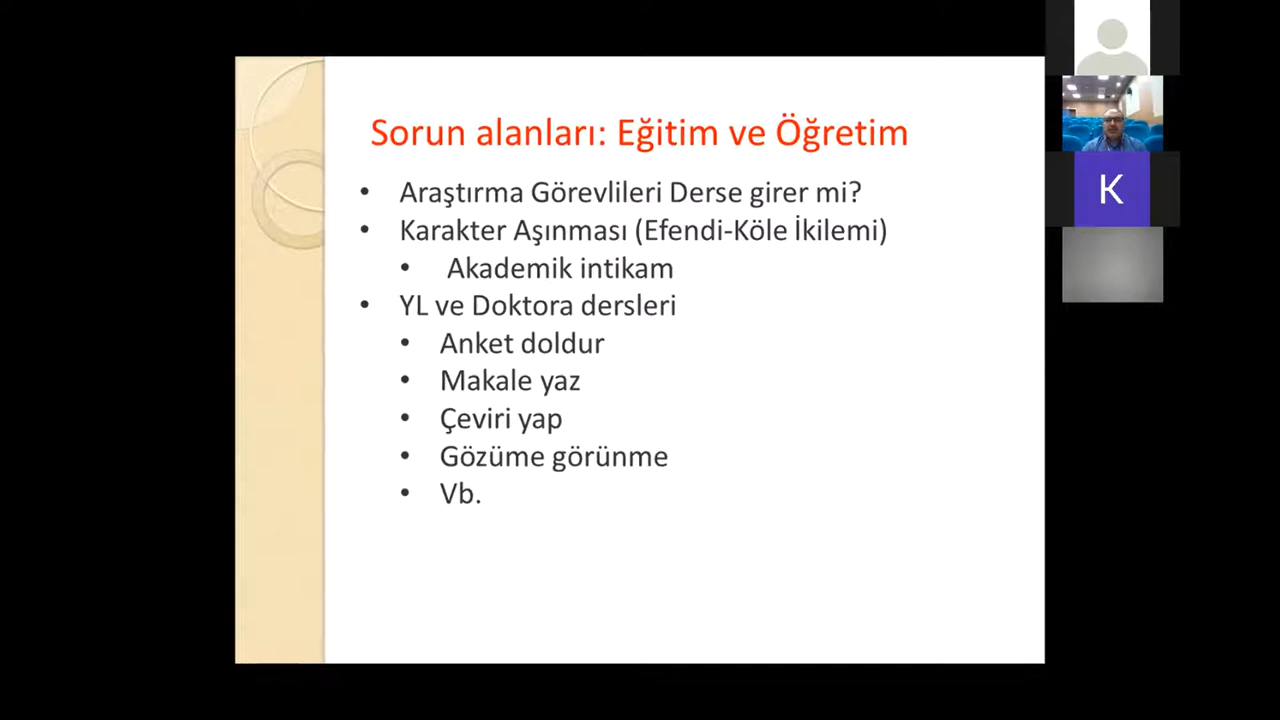 Sorun alanları: Eğitim ve Öğretim
• Araştırma Görevlileri Derse girer mi?
• Karakter Aşınması (Efendi-Köle İkilemi)
• Akademik intikam
• YL ve Doktora dersleri
• Anket doldur
• Makale yaz
• Çeviri yap
• Gözüme görünme
• Vb.
K